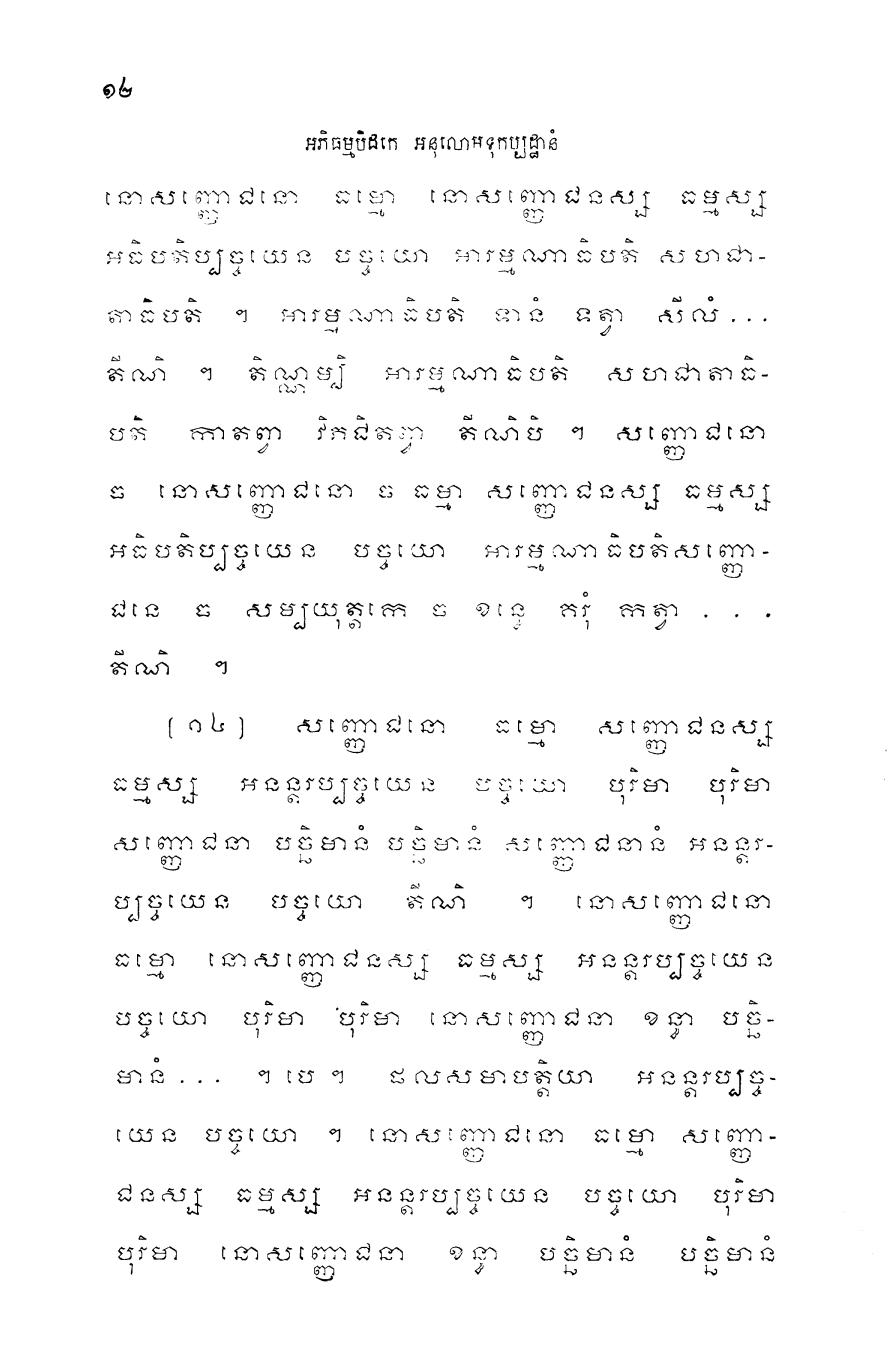 ១២
អភិធម្មបិដកេ អនុលោមទុកប្បដ្ឋានំ
នោសញ្ញោជនោ ធម្មោ នោសញ្ញោជនស្ស ធម្មស្ស
អធិបតិប្បច្ចយេន បច្ចយោ អារម្មណាធិបតិ សហជា-
តាធិបតិ ។ អារម្មណាធិបតិ ទានំ ទត្វា សីលំ...
តីណិ ។ តិណ្ណម្បិ អារម្មណាធិបតិ សហជាតាធិ-
បតិ កាតព្វា វិភជិតព្វា តីណិបិ ។ សញ្ញោជនោ
ច នោសញ្ញោជនោ ច ធម្មា សញ្ញោជនស្ស ធម្មស្ស
អធិបតិប្បច្ចយេន បច្ចយោ អារម្មណាធិបតិសញ្ញោ-
ជនេ ច សម្បយុត្តកេ ច ខន្ធេ គរុំ កត្វា . . .
តីណិ ។
[១៤] សញ្ញោជនោ ធម្មោ សញ្ញោជនស្ស
ធម្មស្ស អនន្តរប្បច្ចយេន បច្ចយោ បុរិមា បុរិមា
សញ្ញោជនា បច្ឆិមានំ បច្ឆិមានំ សញ្ញោជនានំ អនន្តរ-
ប្បច្ចយេន បច្ចយោ តីណិ ។ នោសញ្ញោជនោ
ធម្មោ នោសញ្ញោជនស្ស ធម្មស្ស អនន្តរប្បច្ចយេន
បច្ចយោ បុរិមា បុរិមា នោសញ្ញោជនា ខន្ធា បច្ឆិ-
មានំ ... ។ បេ ។ ផលសមាបត្តិយា អនន្តរប្បច្ច-
យេន បច្ចយោ ។ នោសញ្ញោជនោ ធម្មោ សញ្ញោ-
ជនស្ស ធម្មស្ស អនន្តរប្បច្ចយេន បច្ចយោ បុរិមា
បុរិមា នោសញ្ញោជនា ខន្ធា បច្ឆិមានំ បច្ឆិមានំ